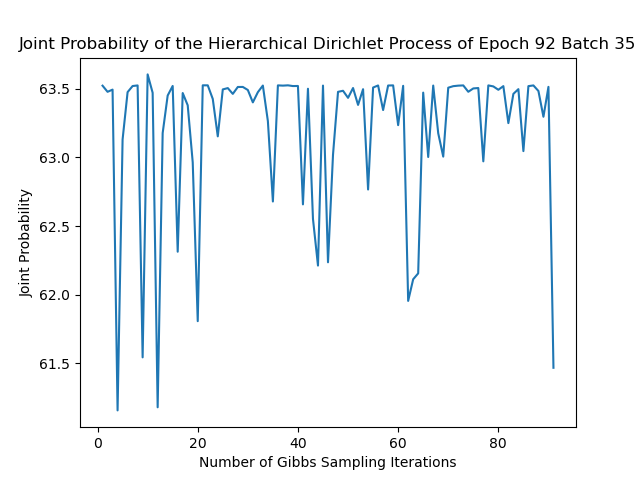 Joint Probability of the Hierarchical Dirichlet Process of Epoch 92 Batch 35
63.5
63.0
62.5
62.0
61.5
Joint Probability
0 20 40 60 80
Number of Gibbs Sampling Iterations